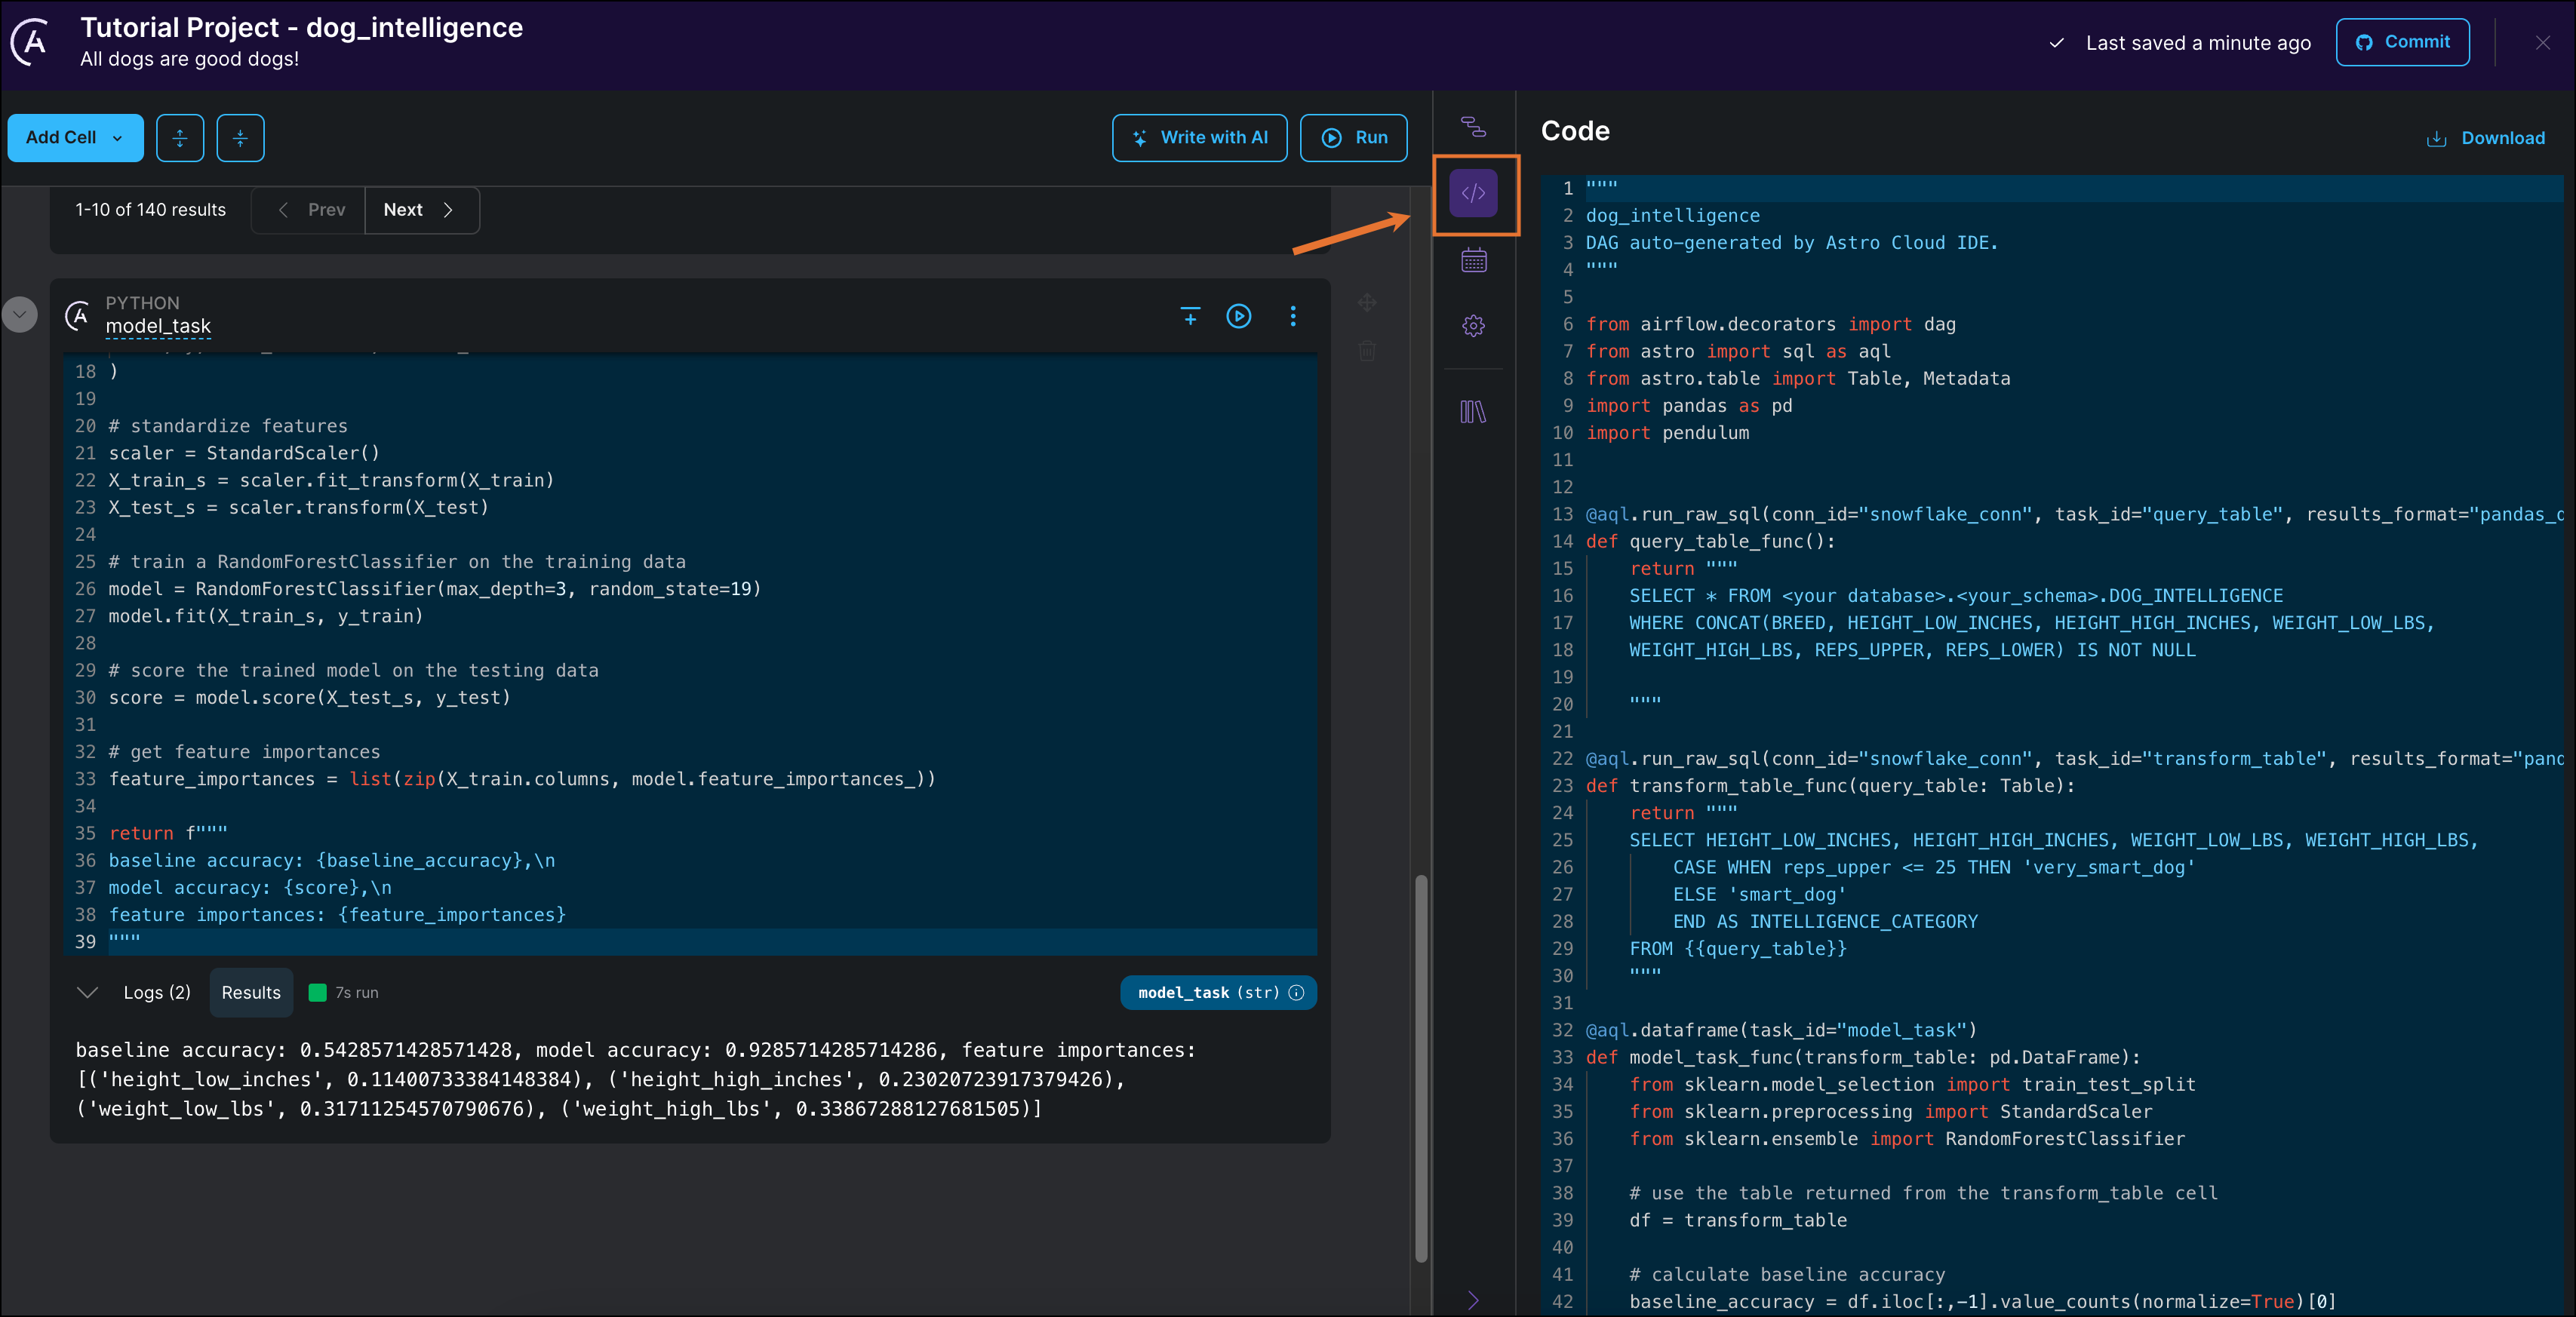 Tutorial Project - dog_intelligence
All dogs are good dogs!
Last saved a minute ago
Commit
Add Cell
Write with AI
Run
1-10 of 140 results
Prev
Next
PYTHON
model_task
18 )
19
20 # standardize features
21 scaler = StandardScaler()
22 X_train_s = scaler.fit_transform(X_train)
23 X_test_s = scaler.transform(X_test)
24
25 # train a RandomForestClassifier on the training data
26 model = RandomForestClassifier(max_depth=3, random_state=19)
27 model.fit(X_train_s, y_train)
28
29 # score the trained model on the testing data
30 score = model.score(X_test_s, y_test)
31
32 # get feature importances
33 feature_importances = list(zip(X_train.columns, model.feature_importances_))
34
35 return f"""
36 baseline accuracy: {baseline_accuracy},\n
37 model accuracy: {score},\n
38 feature importances: {feature_importances}
39 """
Logs (2)
Results
7s run
model_task (str)
baseline accuracy: 0.5428571428571428, model accuracy: 0.9285714285714286, feature importances:
[('height_low_inches', 0.11400733384148384), ('height_high_inches', 0.23020723917379426),
('weight_low_lbs', 0.31711254570790676), ('weight_high_lbs', 0.33867288127681505)]
Code
Download
1 """
2 dog_intelligence
3 DAG auto-generated by Astro Cloud IDE.
4 """
5
6 from airflow.decorators import dag
7 from astro import sql as aql
8 from astro.table import Table, Metadata
9 import pandas as pd
10 import pendulum
11
12
13 @aql.run_raw_sql(conn_id="snowflake_conn", task_id="query_table", results_format="pandas_d
14 def query_table_func():
15 return """
16 SELECT * FROM <your database>.<your_schema>.DOG_INTELLIGENCE
17 WHERE CONCAT(BREED, HEIGHT_LOW_INCHES, HEIGHT_HIGH_INCHES, WEIGHT_LOW_LBS,
18 WEIGHT_HIGH_LBS, REPS_UPPER, REPS_LOWER) IS NOT NULL
19
20 """
21
22 @aql.run_raw_sql(conn_id="snowflake_conn", task_id="transform_table", results_format="pand
23 def transform_table_func(query_table: Table):
24 return """
25 SELECT HEIGHT_LOW_INCHES, HEIGHT_HIGH_INCHES, WEIGHT_LOW_LBS, WEIGHT_HIGH_LBS,
26 CASE WHEN reps_upper <= 25 THEN 'very_smart_dog'
27 ELSE 'smart_dog'
28 END AS INTELLIGENCE_CATEGORY
29 FROM {{query_table}}
30 """
31
32 @aql.dataframe(task_id="model_task")
33 def model_task_func(transform_table: pd.DataFrame):
34 from sklearn.model_selection import train_test_split
35 from sklearn.preprocessing import StandardScaler
36 from sklearn.ensemble import RandomForestClassifier
37
38 # use the table returned from the transform_table cell
39 df = transform_table
40
41 # calculate baseline accuracy
42 baseline_accuracy = df.iloc[:,-1].value_counts(normalize=True)[0]